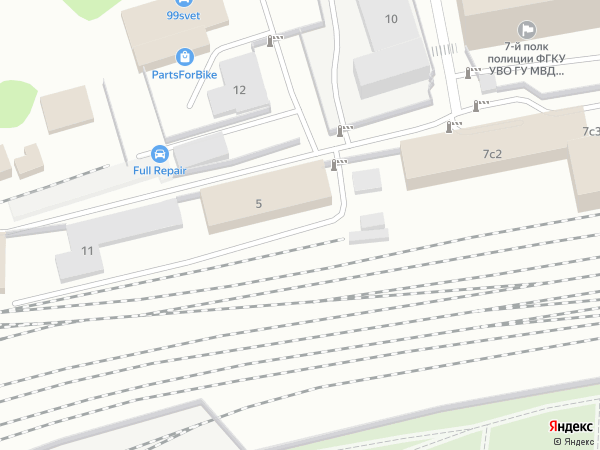 99svet
10
7-й полк
полиции ФГКУ
УВО ГУ МВД...
PartsForBike
12
7с3
7с2
Full Repair
5
11
Яндекс
© Яндекс